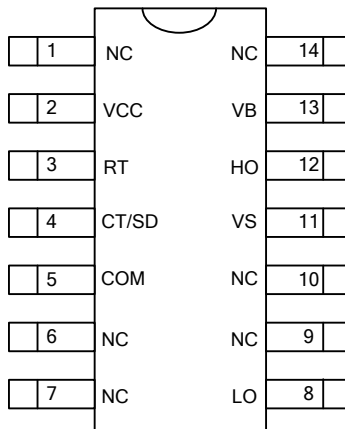 1 NC NC 14
2 VCC VB 13
3 RT HO 12
4 CT/SD VS 11
5 COM NC 10
6 NC NC 9
7 NC LO 8